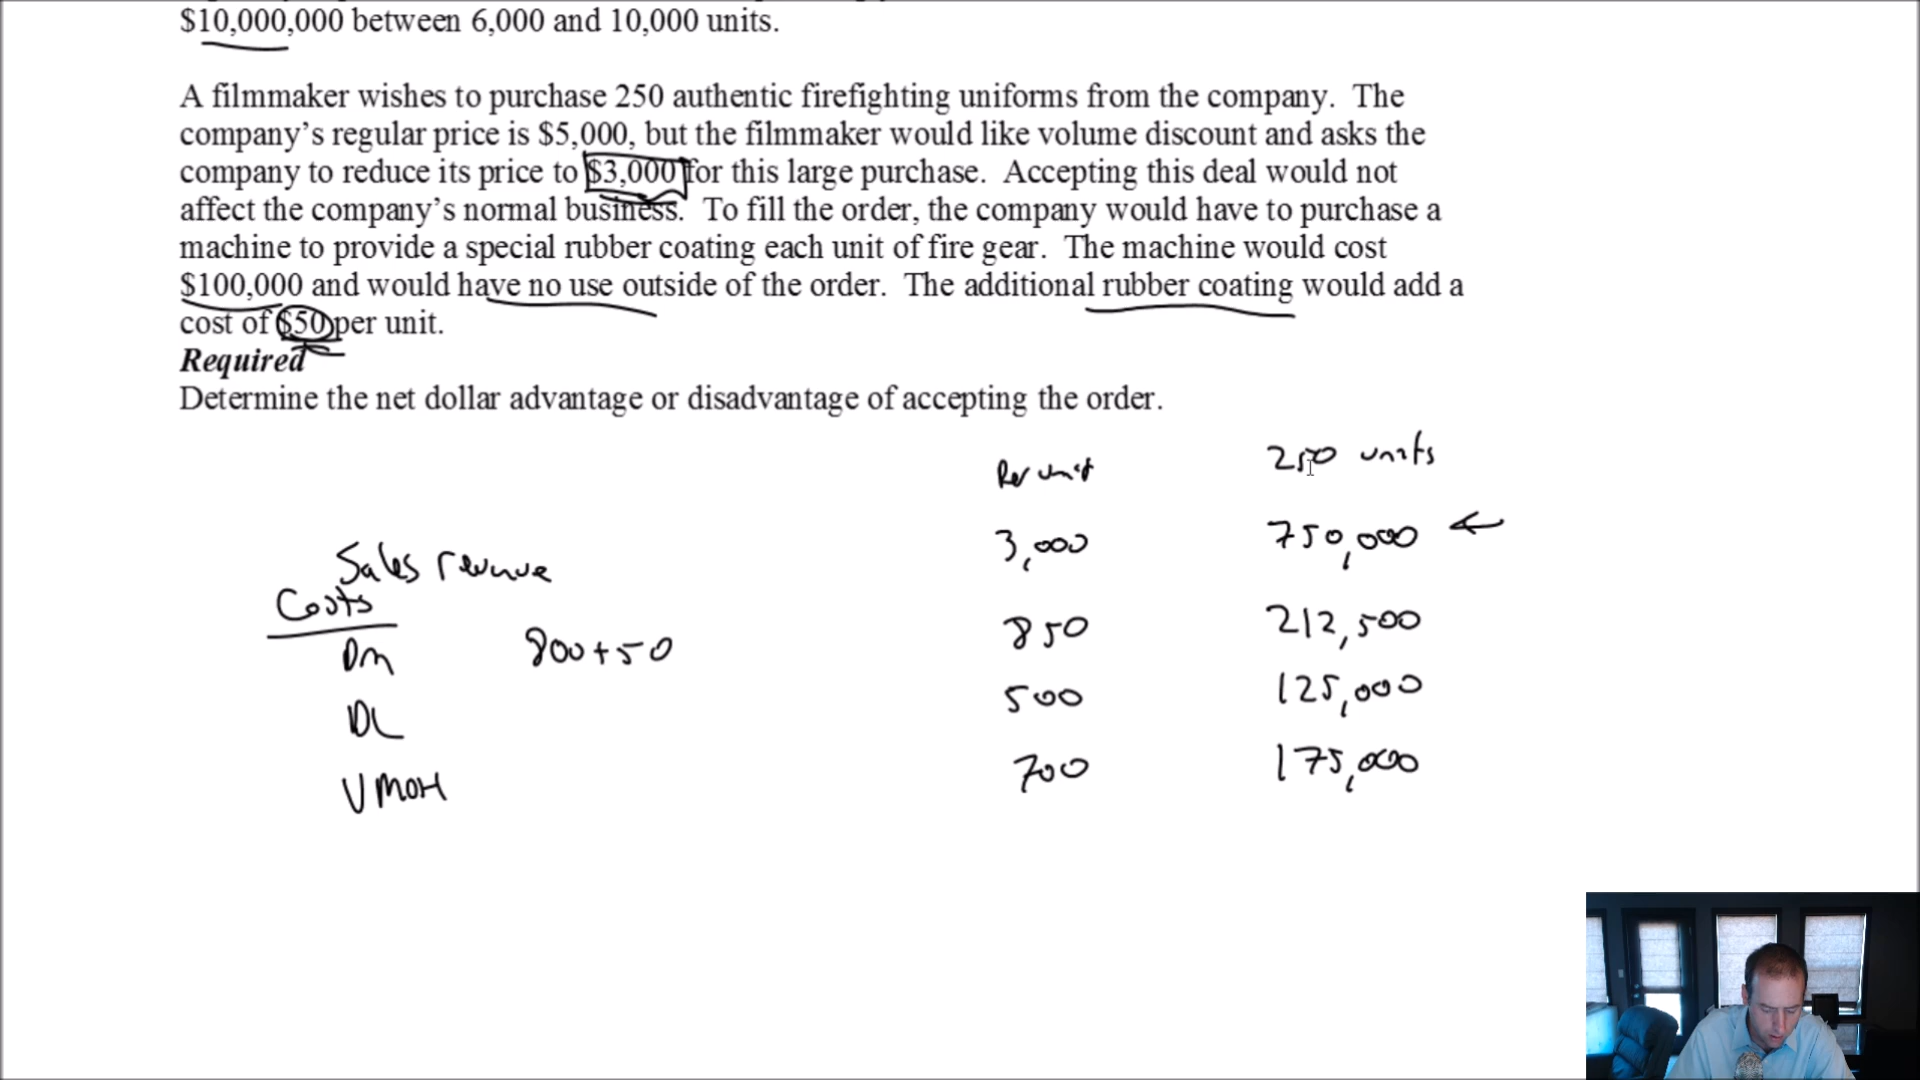 $10,000,000 between 6,000 and 10,000 units.
A filmmaker wishes to purchase 250 authentic firefighting uniforms from the company.  The
company's regular price is $5,000, but the filmmaker would like volume discount and asks the
company to reduce its price to $3,000 for this large purchase.  Accepting this deal would not
affect the company's normal business.  To fill the order, the company would have to purchase a
machine to provide a special rubber coating each unit of fire gear.  The machine would cost
$100,000 and would have no use outside of the order.  The additional rubber coating would add a
cost of $50 per unit.
Required
Determine the net dollar advantage or disadvantage of accepting the order.
Per unit 250 units
Sales revenue 3,000 750,000
Costs
DM 800+50 850 212,500
DL 500 125,000
VMOH 700 175,000